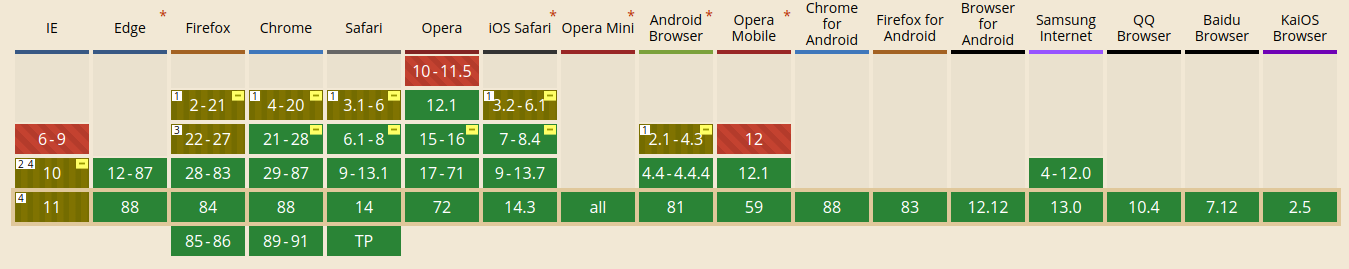 IE Edge * Firefox Chrome Safari Opera iOS Safari * Opera Mini * Android Browser * Opera Mobile * Chrome for Android Firefox for Android Browser for Android Samsung Internet QQ Browser Baidu Browser KaiOS Browser
10-11.5
1 2-21 1 4-20 1 3.1-6 12.1 1 3.2-6.1
6-9 3 22-27 21-28 6.1-8 15-16 7-8.4 1 2.1-4.3 12
2 4 10 12-87 28-83 29-87 9-13.1 17-71 9-13.7 4.4-4.4.4 12.1 4-12.0
4 11 88 84 88 14 72 14.3 all 81 59 88 83 12.12 13.0 10.4 7.12 2.5
85-86 89-91 TP